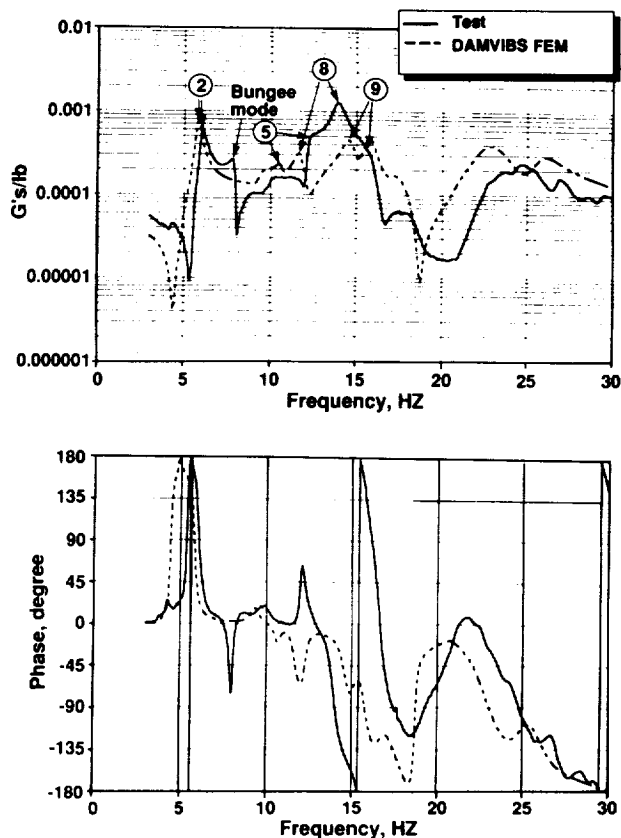 Test
DAMVIBS FEM
0.01
0.001
0.0001
0.00001
0.000001
G's/lb
2
Bungee
mode
5
8
9
0 5 10 15 20 25 30
Frequency, HZ
180
135
90
45
0
-45
-90
-135
-180
Phase, degree
0 5 10 15 20 25 30
Frequency, HZ